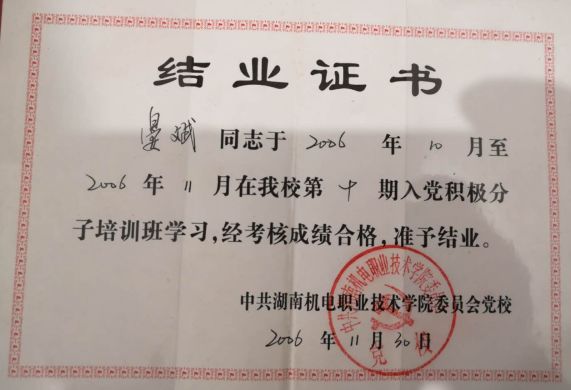 结业证书
斌 同志于 2006 年 10 月至
2006 年 11 月在我校第 十 期入党积极分
子培训班学习，经考核成绩合格，准予结业。
中共湖南机电职业技术学院委员会党校
2006 年 11 月 30 日